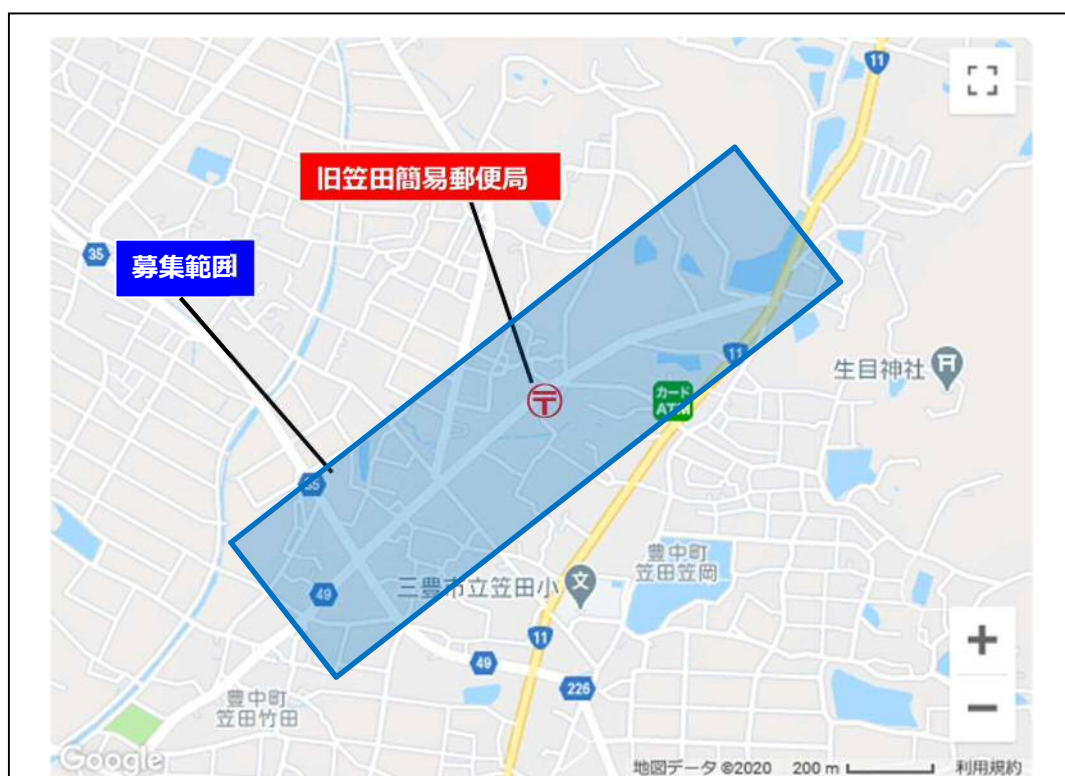 11
旧笠田簡易郵便局
35
募集範囲
11
生目神社
カード
ATM
35
豊中町
笠田笠岡
49
三豊市立笠田小
文
11
49
226
豊中町
笠田竹田
Google
地図データ ©2020 200 m 利用規約